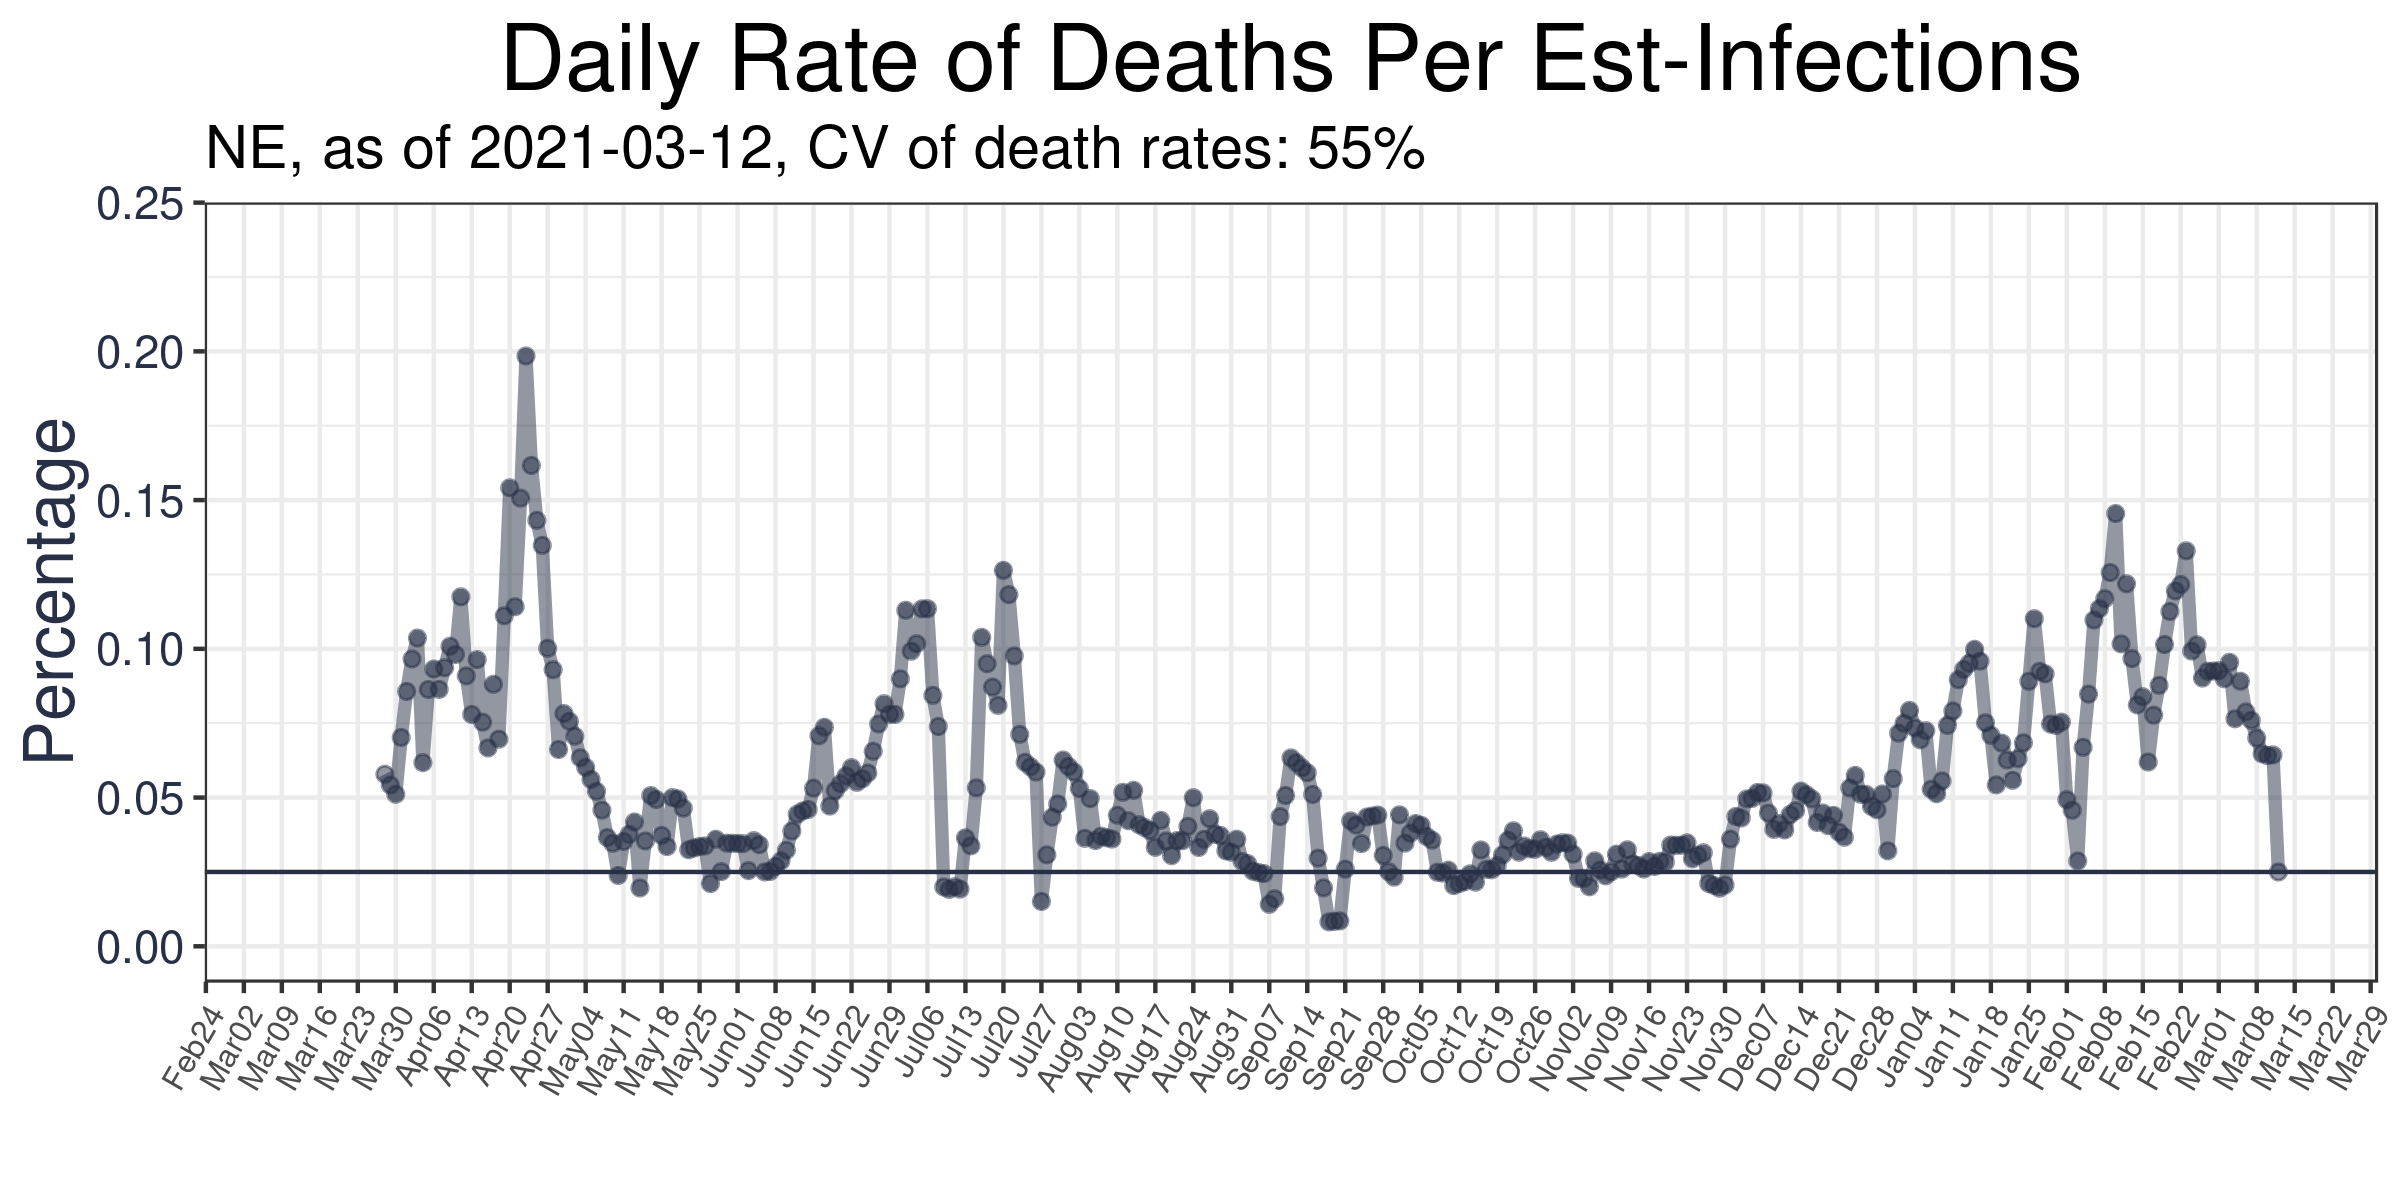 Daily Rate of Deaths Per Est-Infections
NE, as of 2021-03-12, CV of death rates: 55%
Percentage
0.25
0.20
0.15
0.10
0.05
0.00
Feb24
Mar02
Mar09
Mar16
Mar23
Mar30
Apr06
Apr13
Apr20
Apr27
May04
May11
May18
May25
Jun01
Jun08
Jun15
Jun22
Jun29
Jul06
Jul13
Jul20
Jul27
Aug03
Aug10
Aug17
Aug24
Aug31
Sep07
Sep14
Sep21
Sep28
Oct05
Oct12
Oct19
Oct26
Nov02
Nov09
Nov16
Nov23
Nov30
Dec07
Dec14
Dec21
Dec28
Dec04
Jan11
Jan18
Jan25
Feb01
Feb08
Feb15
Feb22
Mar01
Mar08
Mar15
Mar22
Mar29